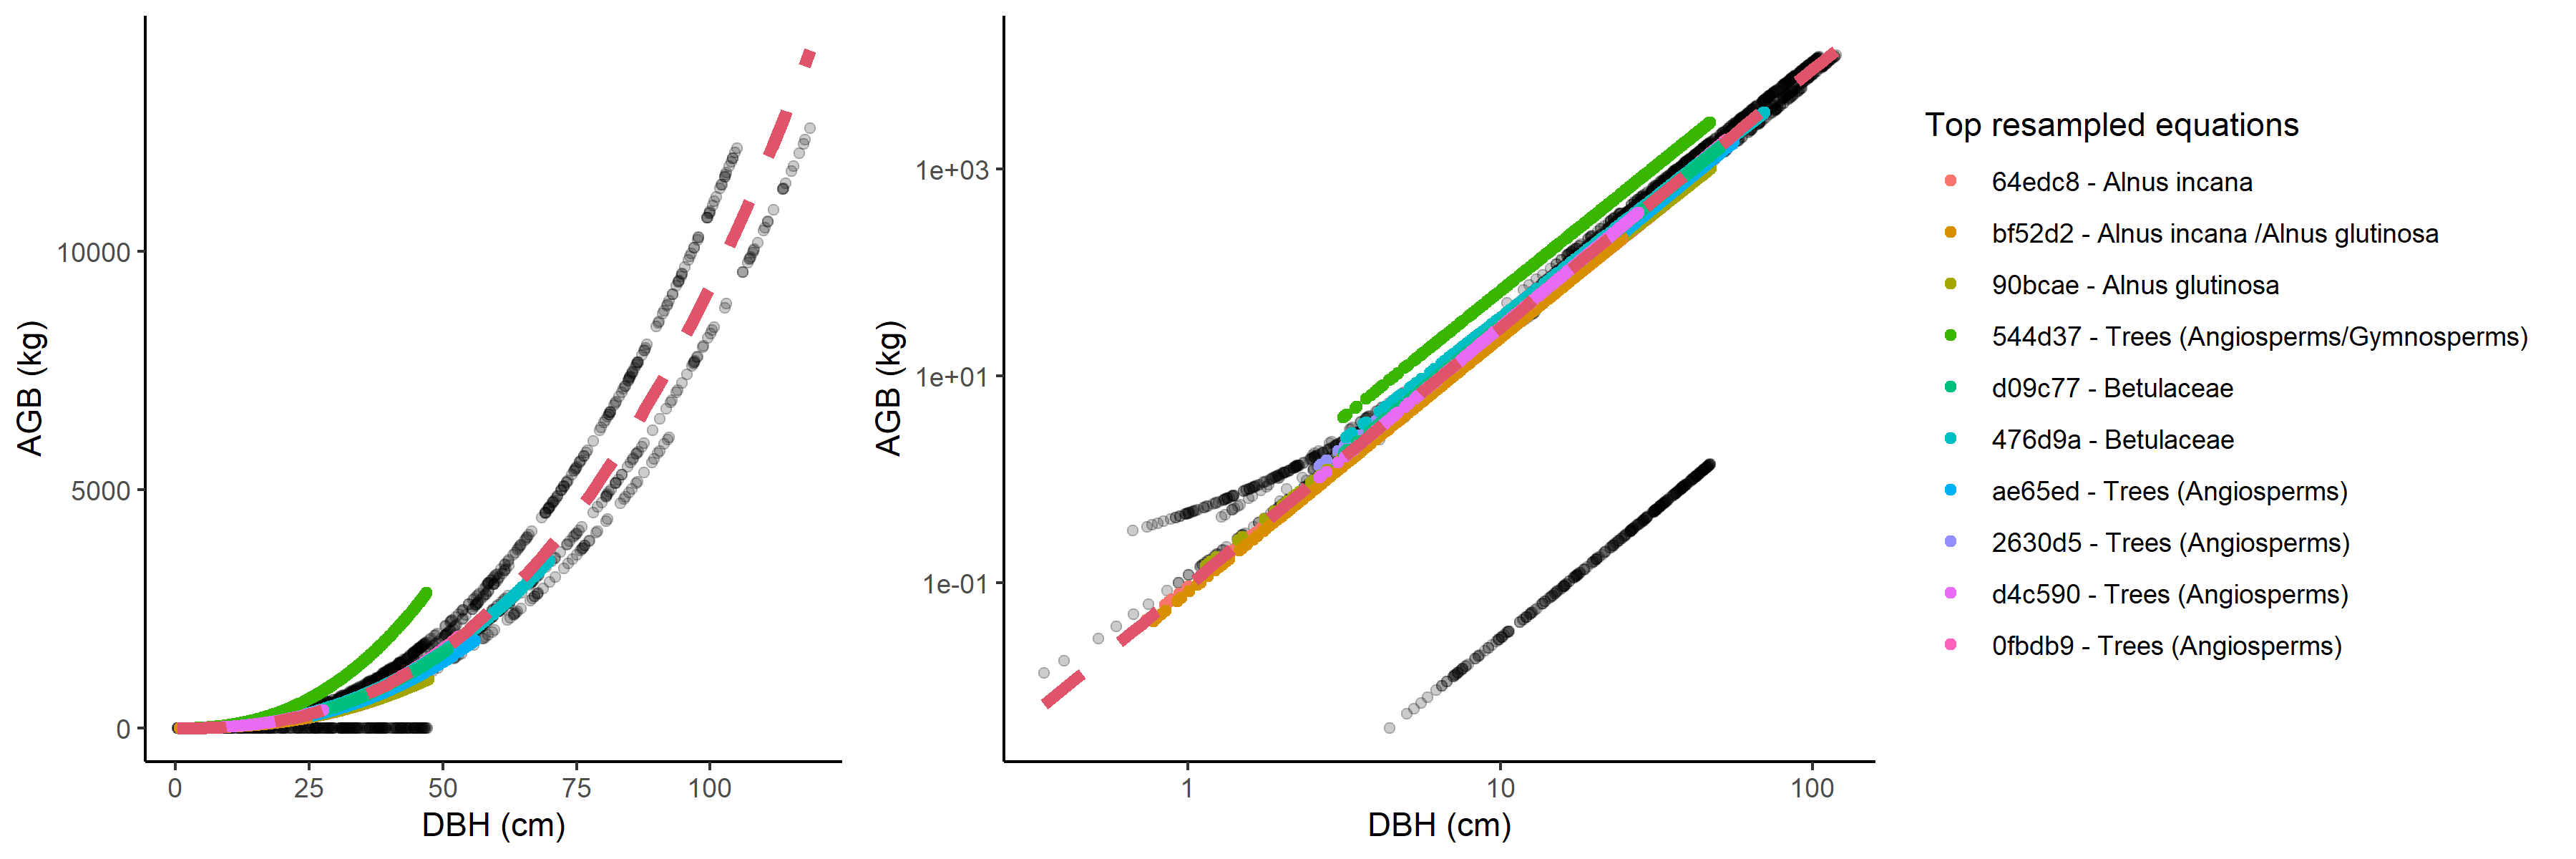 AGB (kg)
10000
5000
0
0 25 50 75 100
DBH (cm)
AGB (kg)
1e+03
1e+01
1e-01
1 10 100
DBH (cm)
Top resampled equations
64edc8 - Alnus incana
bf52d2 - Alnus incana /Alnus glutinosa
90bcae - Alnus glutinosa
544d37 - Trees (Angiosperms/Gymnosperms)
d09c77 - Betulaceae
476d9a - Betulaceae
ae65ed - Trees (Angiosperms)
2630d5 - Trees (Angiosperms)
d4c590 - Trees (Angiosperms)
0fbdb9 - Trees (Angiosperms)